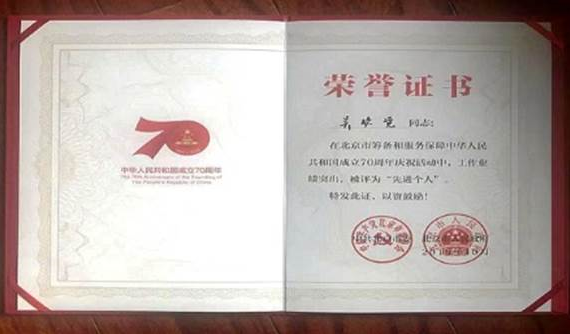 70
中华人民共和国成立70周年
The 70th Anniversary of the Founding of
The People's Republic of China
荣誉证书
同志:
在北京市筹备和服务保障中华人民
共和国成立70周年庆祝活动中,工作业
绩突出,被评为“先进个人”。
特发此证,以资鼓励!